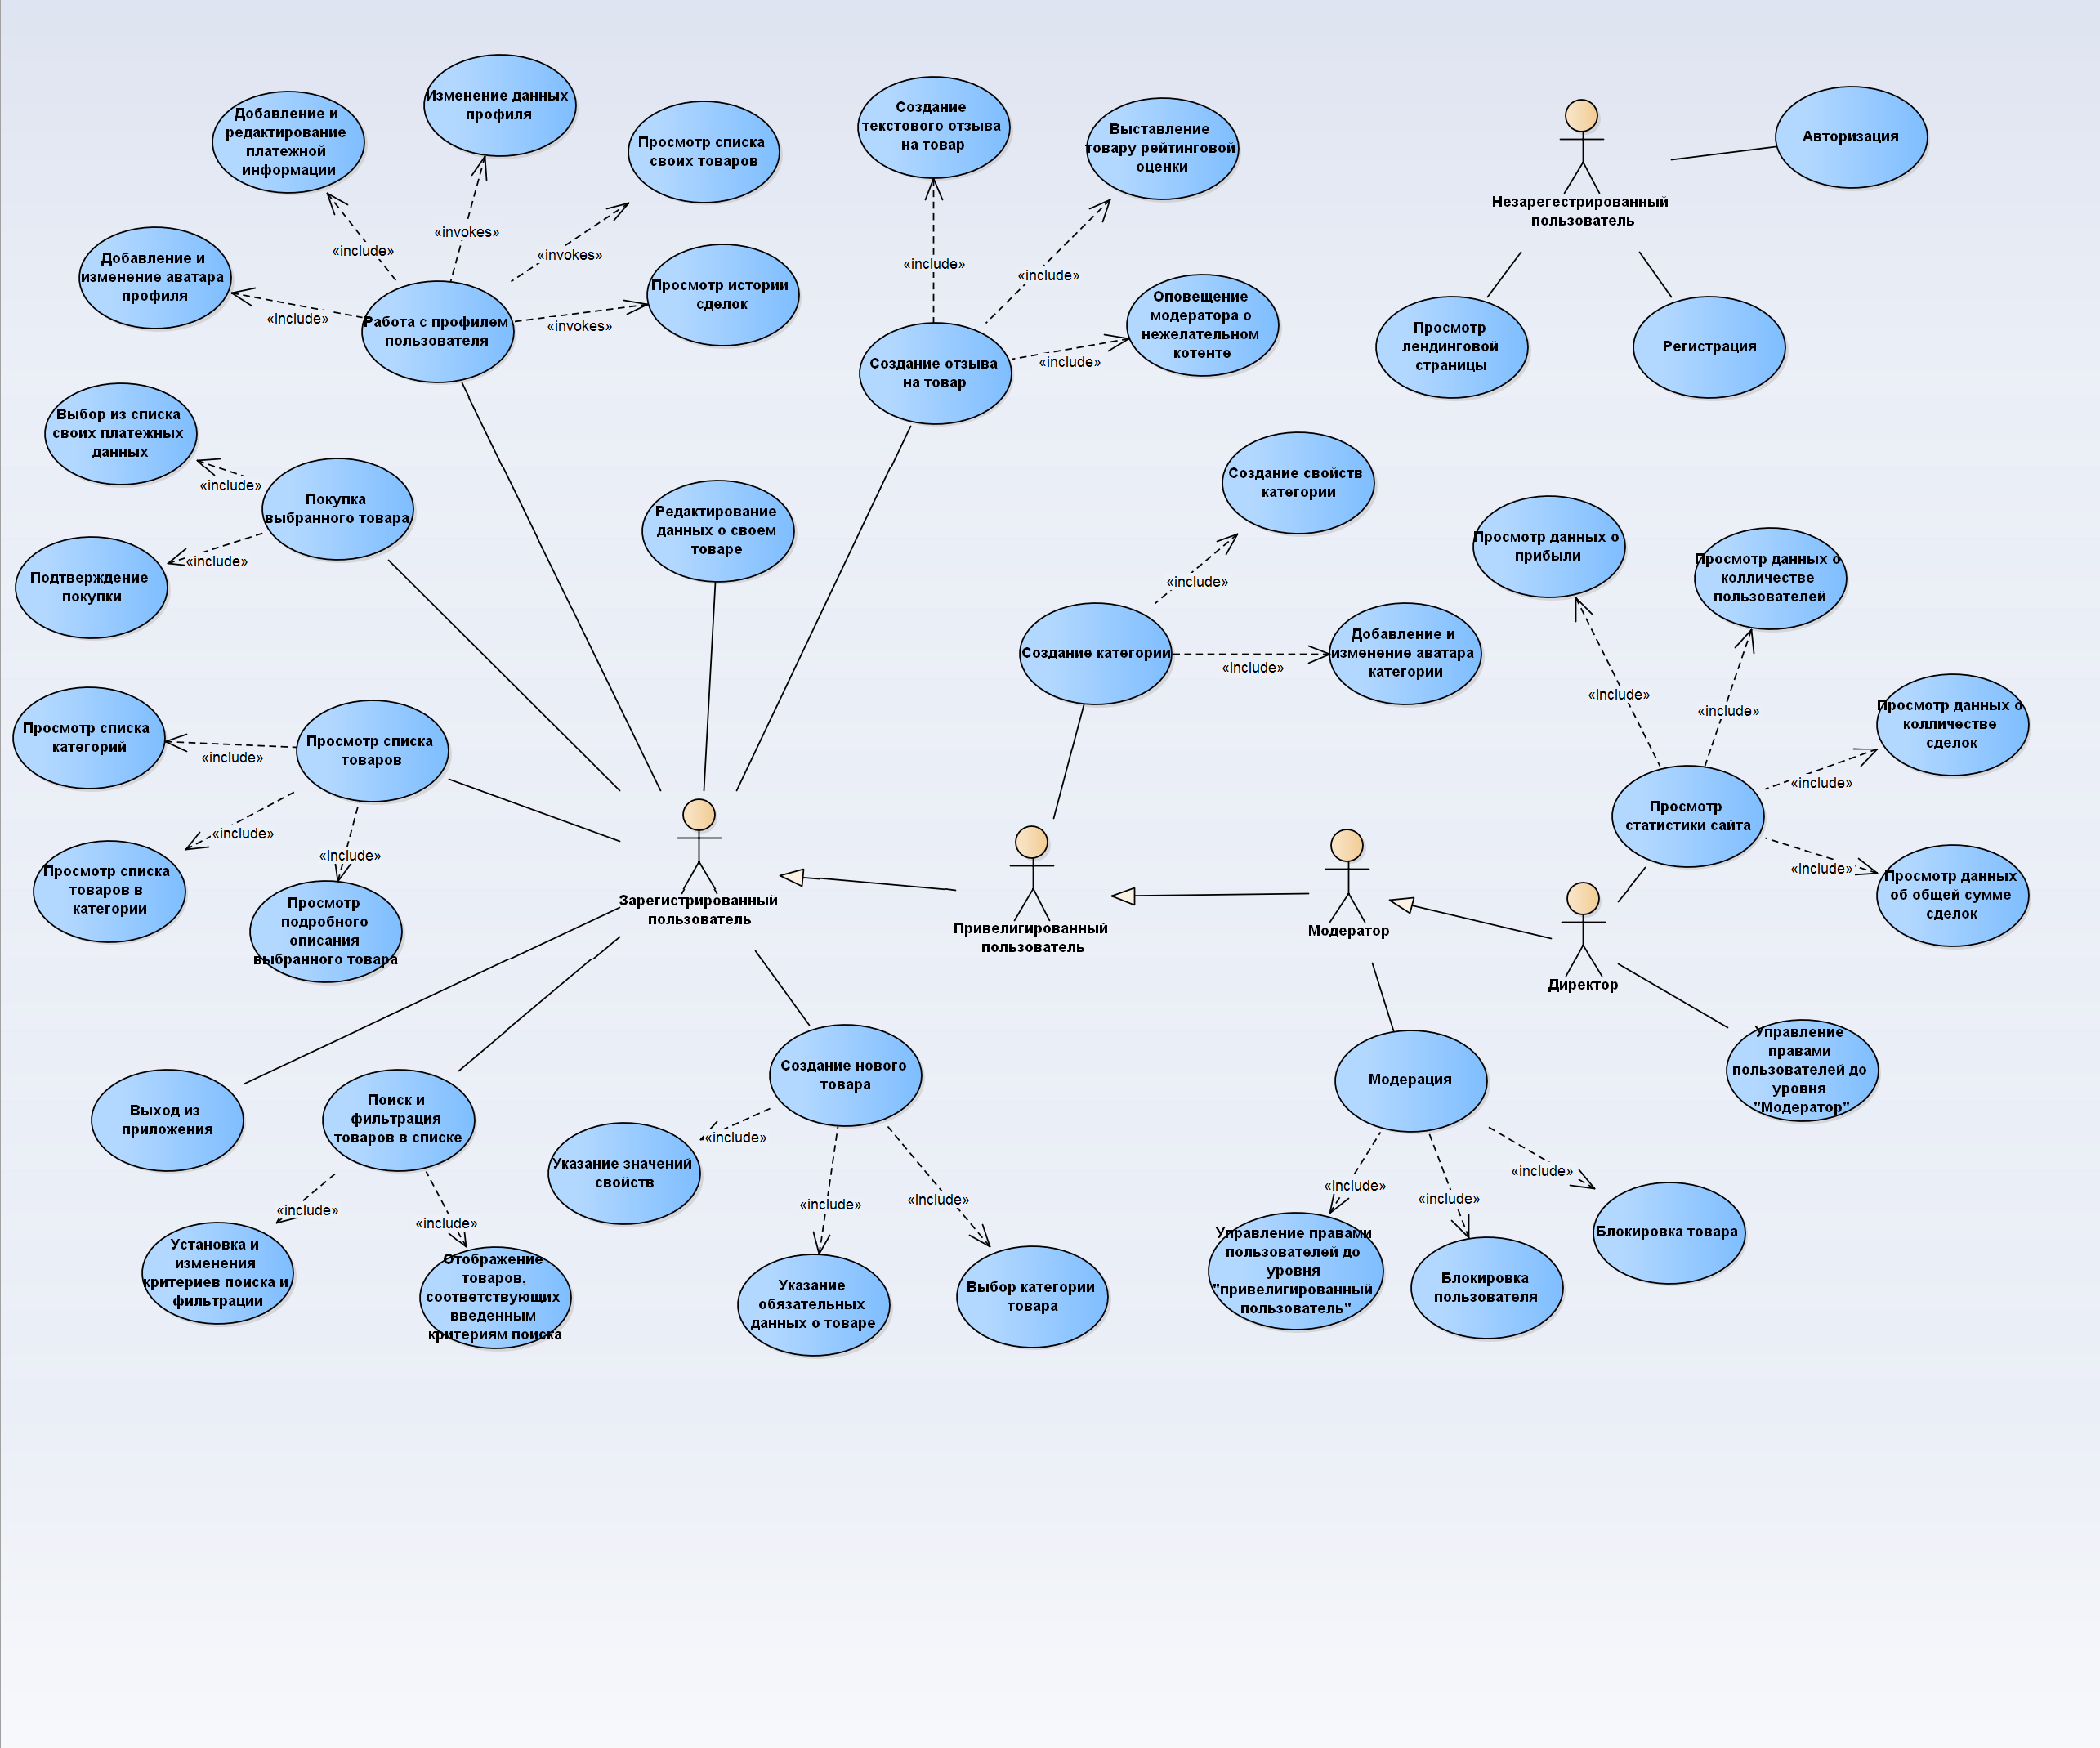 Изменение данных
профиля
Добавление и
редактирование
платежной
информации
Просмотр списка
своих товаров
Создание
текстового отзыва
на товар
Выставление
товару рейтинговой
оценки
Авторизация
Незарегестрированный
пользователь
«include»
«invokes»
«invokes»
«include»
«include»
Добавление и
изменение аватара
профиля
«include»
Работа с профилем
пользователя
«invokes»
Просмотр истории
сделок
Оповещение
модератора о
нежелательном
котенте
«include»
Создание отзыва
на товар
Просмотр
лендинговой
страницы
Регистрация
Выбор из списка
своих платежных
данных
«include»
Покупка
выбранного товара
«include»
Подтверждение
покупки
Редактирование
данных о своем
товаре
Создание свойств
категории
«include»
Создание категории
«include»
Добавление и
изменение аватара
категории
Просмотр данных о
прибыли
Просмотр данных о
колличестве
пользователей
«include»
«include»
Просмотр данных о
колличестве
сделок
«include»
Просмотр
статистики сайта
«include»
Просмотр данных
об общей сумме
сделок
Просмотр списка
категорий
«include»
Просмотр списка
товаров
«include»
«include»
Просмотр списка
товаров в
категории
Просмотр
подробного
описания
выбранного товара
Зарегистрированный
пользователь
Привелигированный
пользователь
Модератор
Директор
Выход из
приложения
Поиск и
фильтрация
товаров в списке
Создание нового
товара
Модерация
Управление
правами
пользователей до
уровня
"Модератор"
«include»
Указание значений
свойств
«include»
«include»
«include»
«include»
«include»
«include»
«include»
Установка и
изменения
критериев поиска и
фильтрации
Отображение
товаров,
соответствующих
введенным
критериям поиска
Указание
обязательных
данных о товаре
Выбор категории
товара
Управление правами
пользователей до
уровня
"привелигированный
пользователь"
Блокировка
пользователя
Блокировка товара